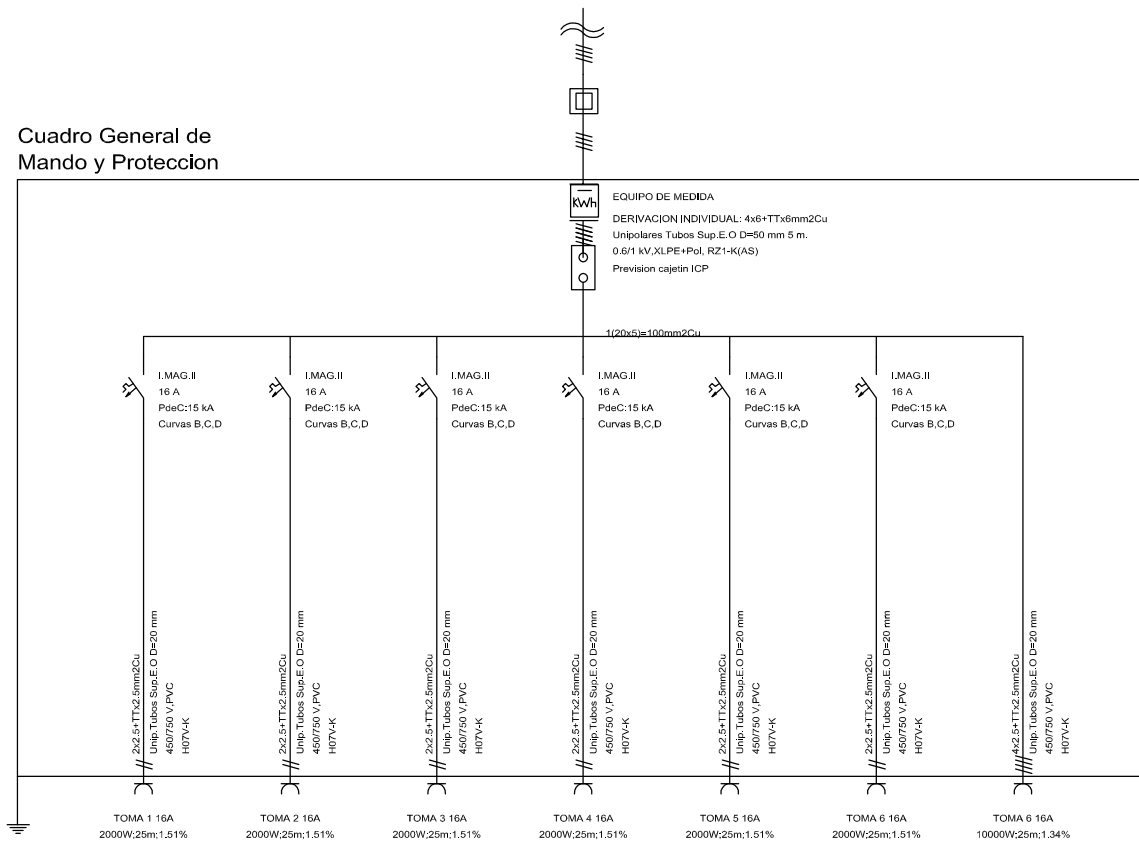 Cuadro General de
Mando y Proteccion
KWh
EQUIPO DE MEDIDA
DERIVACION INDIVIDUAL: 4x6+TTx6mm2Cu
Unipolares Tubos Sup.E.O D=50 mm 5 m.
0.6/1 kV,XLPE+Pol, RZ1-K(AS)
Prevision cajetin ICP
1(20x5)=100mm2Cu
I.MAG.II
16 A
PdeC:15 kA
Curvas B,C,D
I.MAG.II
16 A
PdeC:15 kA
Curvas B,C,D
I.MAG.II
16 A
PdeC:15 kA
Curvas B,C,D
I.MAG.II
16 A
PdeC:15 kA
Curvas B,C,D
I.MAG.II
16 A
PdeC:15 kA
Curvas B,C,D
I.MAG.II
16 A
PdeC:15 kA
Curvas B,C,D
2x2.5+TTx2.5mm2Cu
Unip.Tubos Sup.E.O D=20 mm
450/750 V,PVC
H07V-K
2x2.5+TTx2.5mm2Cu
Unip.Tubos Sup.E.O D=20 mm
450/750 V,PVC
H07V-K
2x2.5+TTx2.5mm2Cu
Unip.Tubos Sup.E.O D=20 mm
450/750 V,PVC
H07V-K
2x2.5+TTx2.5mm2Cu
Unip.Tubos Sup.E.O D=20 mm
450/750 V,PVC
H07V-K
2x2.5+TTx2.5mm2Cu
Unip.Tubos Sup.E.O D=20 mm
450/750 V,PVC
H07V-K
2x2.5+TTx2.5mm2Cu
Unip.Tubos Sup.E.O D=20 mm
450/750 V,PVC
H07V-K
4x2.5+TTx2.5mm2Cu
Unip.Tubos Sup.E.O D=20 mm
450/750 V,PVC
H07V-K
TOMA 1 16A
2000W;25m;1.51%
TOMA 2 16A
2000W;25m;1.51%
TOMA 3 16A
2000W;25m;1.51%
TOMA 4 16A
2000W;25m;1.51%
TOMA 5 16A
2000W;25m;1.51%
TOMA 6 16A
2000W;25m;1.51%
TOMA 6 16A
10000W;25m;1.34%